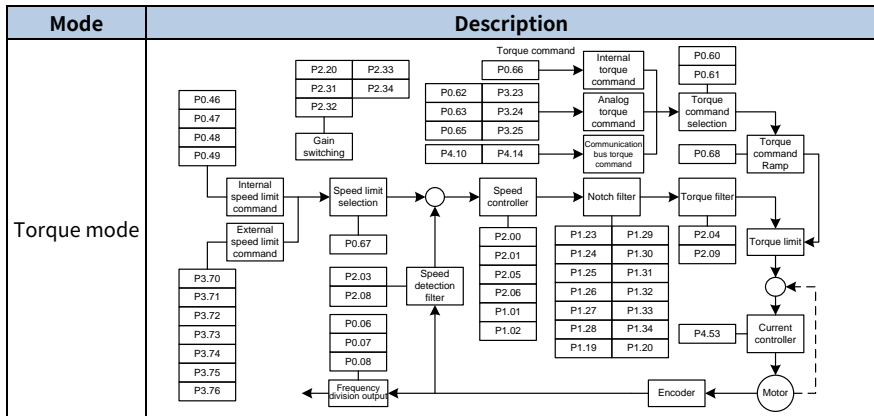 Mode
Description
Torque mode
Torque command
P0.66
Internal
torque
command
P0.60
P0.61
P2.20
P2.33
P2.31
P2.34
P2.32
Gain
switching
P0.46
P0.47
P0.48
P0.49
P0.62
P3.23
P0.63
P3.24
P0.65
P3.25
P4.10
P4.14
Analog
torque
command
Communication
bus torque
command
Torque
command
selection
P0.68
Torque
command
Ramp
Internal
speed limit
command
External
speed limit
command
Speed limit
selection
P0.67
Speed
controller
Notch filter
Torque filter
P2.04
P2.09
Torque limit
P2.00
P2.01
P2.05
P2.06
P1.01
P1.02
P1.23
P1.29
P1.24
P1.30
P1.25
P1.31
P1.26
P1.32
P1.27
P1.33
P1.28
P1.34
P1.19
P1.20
P3.70
P3.71
P3.72
P3.73
P3.74
P3.75
P3.76
P2.03
P2.08
Speed
detection
filter
P0.06
P0.07
P0.08
Frequency
division output
P4.53
Current
controller
Encoder
Motor